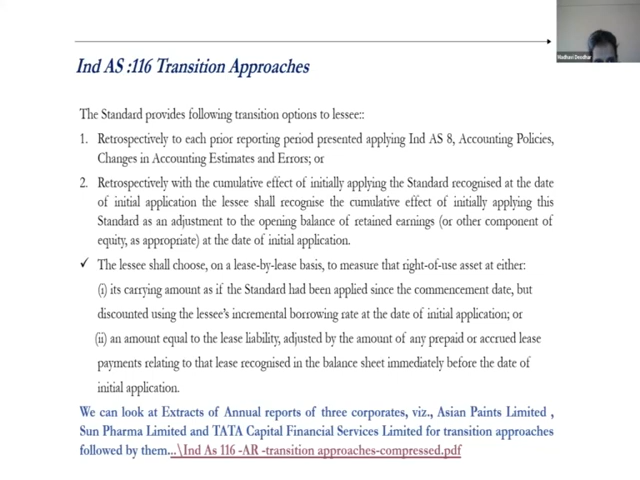 Ind AS :116 Transition Approaches
Madhavi Deodhar
The Standard provides following transition options to lessee::
1. Retrospectively to each prior reporting period presented applying Ind AS 8, Accounting Policies,
Changes in Accounting Estimates and Errors; or
2. Retrospectively with the cumulative effect of initially applying the Standard recognised at the date
of initial application the lessee shall recognise the cumulative effect of initially applying this
Standard as an adjustment to the opening balance of retained earnings (or other component of
equity, as appropriate) at the date of initial application.
✓ The lessee shall choose, on a lease-by-lease basis, to measure that right-of-use asset at either:
(i) its carrying amount as if the Standard had been applied since the commencement date, but
discounted using the lessee's incremental borrowing rate at the date of initial application; or
(ii) an amount equal to the lease liability, adjusted by the amount of any prepaid or accrued lease
payments relating to that lease recognised in the balance sheet immediately before the date of
initial application.
We can look at Extracts of Annual reports of three corporates, viz., Asian Paints Limited ,
Sun Pharma Limited and TATA Capital Financial Services Limited for transition approaches
followed by them...\Ind As 116 -AR -transition approaches-compressed.pdf